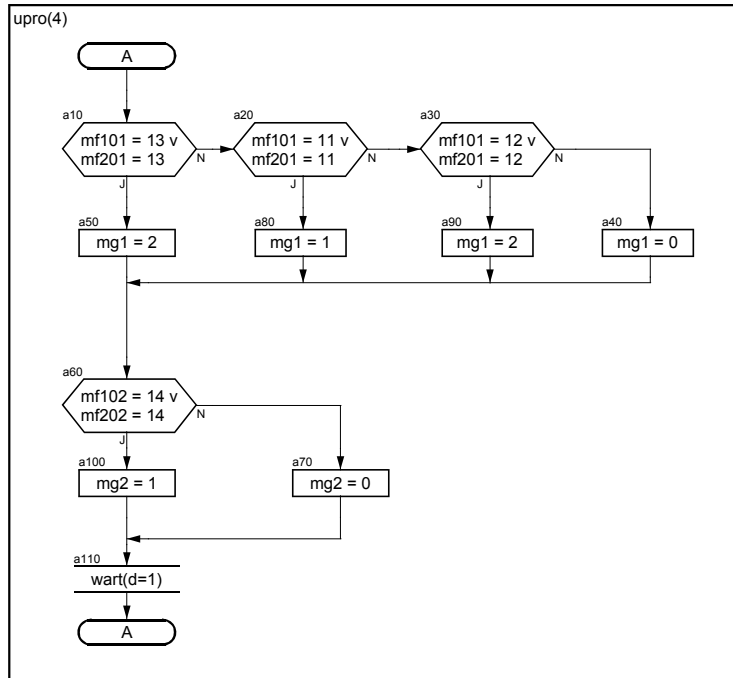 upro(4)
A
a10
mf101 = 13 v
mf201 = 13
N
J
a20
mf101 = 11 v
mf201 = 11
N
J
a30
mf101 = 12 v
mf201 = 12
N
J
a50
mg1 = 2
a80
mg1 = 1
a90
mg1 = 2
a40
mg1 = 0
a60
mf102 = 14 v
mf202 = 14
N
J
a100
mg2 = 1
a70
mg2 = 0
a110
wart(d=1)
A